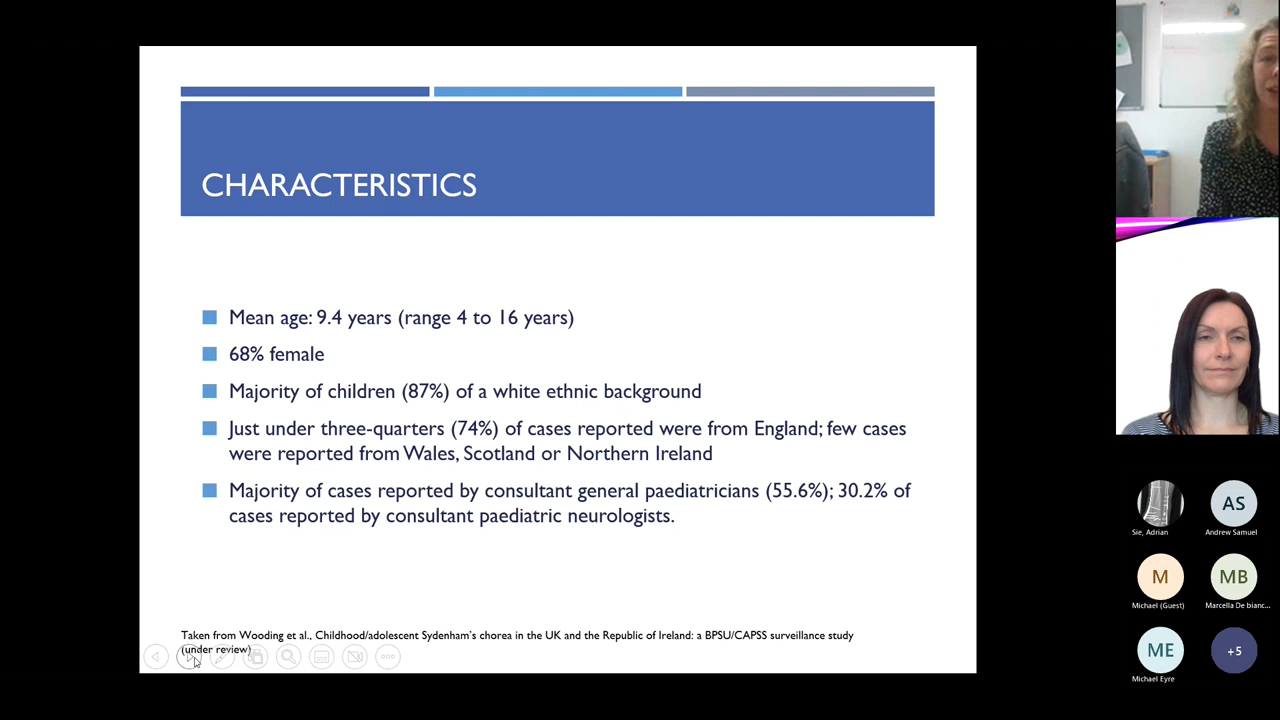 CHARACTERISTICS
Mean age: 9.4 years (range 4 to 16 years)
68% female
Majority of children (87%) of a white ethnic background
Just under three-quarters (74%) of cases reported were from England; few cases
were reported from Wales, Scotland or Northern Ireland
Majority of cases reported by consultant general paediatricians (55.6%); 30.2% of
cases reported by consultant paediatric neurologists.
Taken from Wooding et al., Childhood/adolescent Sydenham's chorea in the UK and the Republic of Ireland: a BPSU/CAPSS surveillance study
(under review)
AS
Sie, Adrian
Andrew Samuel
M
MB
Michael (Guest)
Marcella De bianc...
ME
+5
Michael Eyre